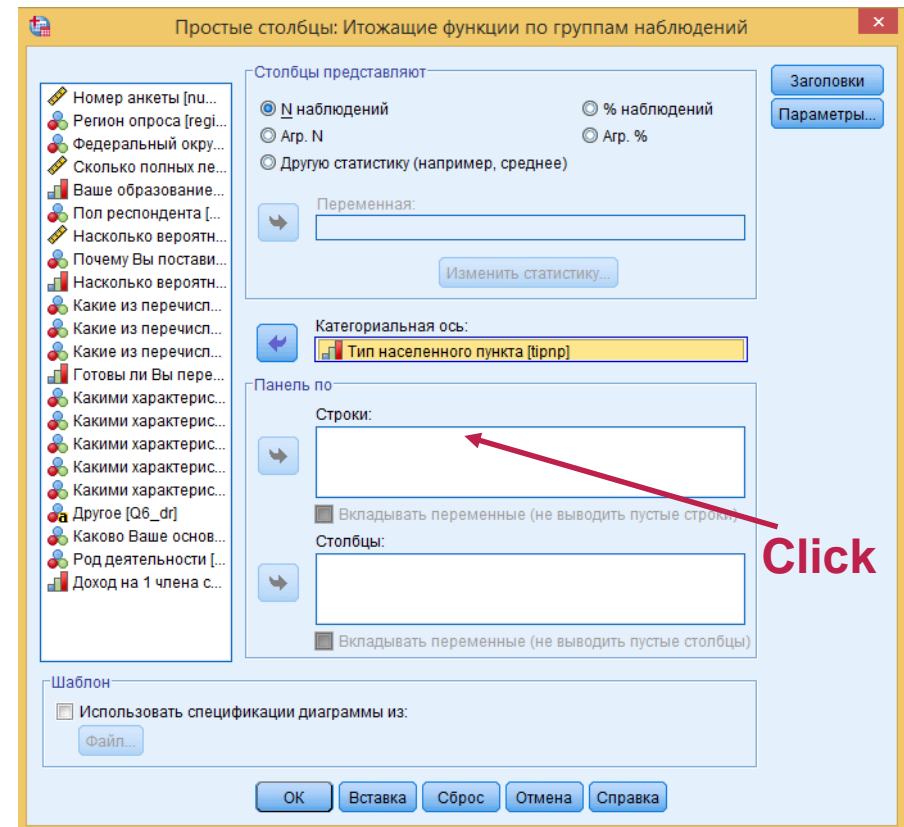 Простые столбцы: Итожащие функции по группам наблюдений
Номер анкеты [nu...
Регион опроса [regi...
Федеральный окру...
Сколько полных ле...
Ваше образование...
Пол респондента [...
Насколько вероятн...
Почему Вы постави...
Насколько вероятн...
Какие из перечисл...
Какие из перечисл...
Какие из перечисл...
Готовы ли Вы пере...
Какими характерис...
Какими характерис...
Какими характерис...
Какими характерис...
Какими характерис...
Другое [Q6_dr]
Каково Ваше основ...
Род деятельности [...
Доход на 1 члена с...
Столбцы представляют
N наблюдений
% наблюдений
Агр. N
Агр. %
Другую статистику (например, среднее)
Переменная:
Изменить статистику...
Категориальная ось:
Тип населенного пункта [tipnp]
Панель по
Строки:
Вкладывать переменные (не выводить пустые строки)
Столбцы:
Вкладывать переменные (не выводить пустые столбцы)
Заголовки
Параметры...
Click
Шаблон
Использовать спецификации диаграммы из:
Файл...
ОК
Вставка
Сброс
Отмена
Справка